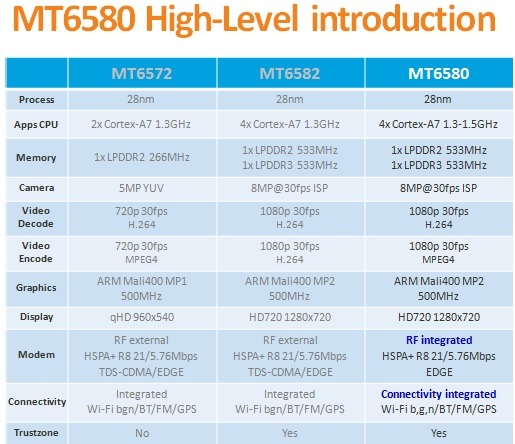 MT6580 High-Level introduction
MT6572 MT6582 MT6580
Process 28nm 28nm 28nm
Apps CPU 2x Cortex-A7 1.3GHz 4x Cortex-A7 1.3GHz 4x Cortex-A7 1.3-1.5GHz
Memory 1x LPDDR2 266MHz 1x LPDDR2 533MHz 1x LPDDR2 533MHz
1x LPDDR3 533MHz 1x LPDDR3 533MHz
Camera 5MP YUV 8MP@30fps ISP 8MP@30fps ISP
Video 720p 30fps 1080p 30fps 1080p 30fps
Decode H.264 H.264 H.264
Video 720p 30fps 1080p 30fps 1080p 30fps
Encode MPEG4 H.264 MPEG4
Graphics ARM Mali400 MP1 ARM Mali400 MP2 ARM Mali400 MP2
500MHz 500MHz 500MHz
Display qHD 960x540 HD720 1280x720 HD720 1280x720
RF external RF external RF integrated
Modem HSPA+ R8 21/5.76Mbps HSPA+ R8 21/5.76Mbps HSPA+ R8 21/5.76Mbps
TDS-CDMA/EDGE TDS-CDMA/EDGE EDGE
Connectivity Integrated Integrated Connectivity integrated
Wi-Fi bgn/BT/FM/GPS Wi-Fi bgn/BT/FM/GPS Wi-Fi b,g,n/BT/FM/GPS
Trustzone No Yes Yes